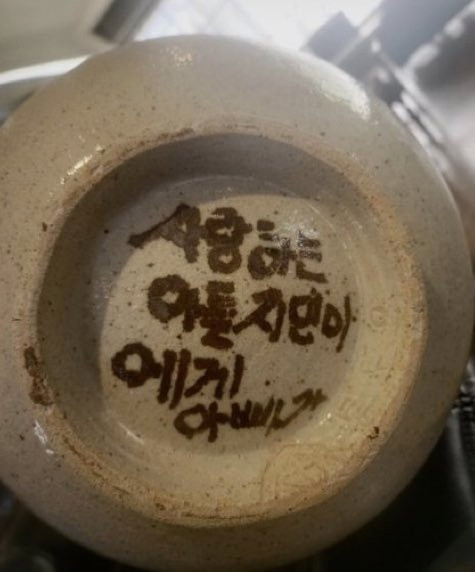 사랑하는
아들 지민이
에게
아빠가